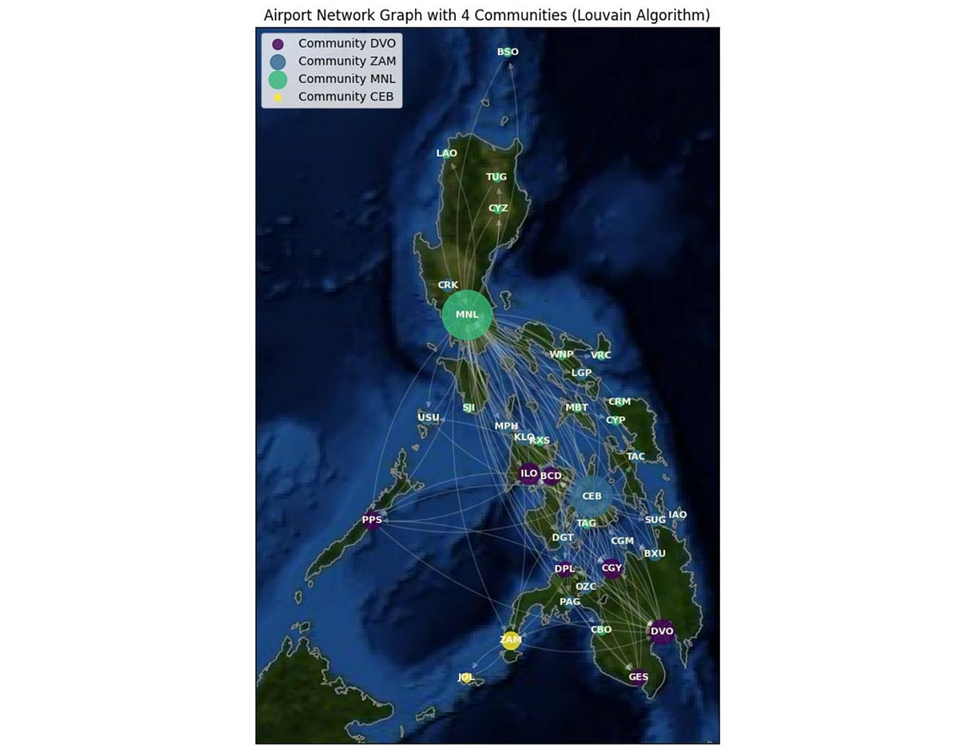 Airport Network Graph with 4 Communities (Louvain Algorithm)
Community DVO
Community ZAM
Community MNL
Community CEB
BSO
LAO
TUG
CYZ
CRK
MNL
WNP
VRC
LGP
CRM
SJI
MBT
USU
CYP
MPH
KLO
RXS
TAC
ILO
BCD
CEB
PPS
TAG
SUG
IAO
DGT
CGM
BXU
DPL
CGY
OZC
PAG
CBO
DVO
ZAM
JOL
GES